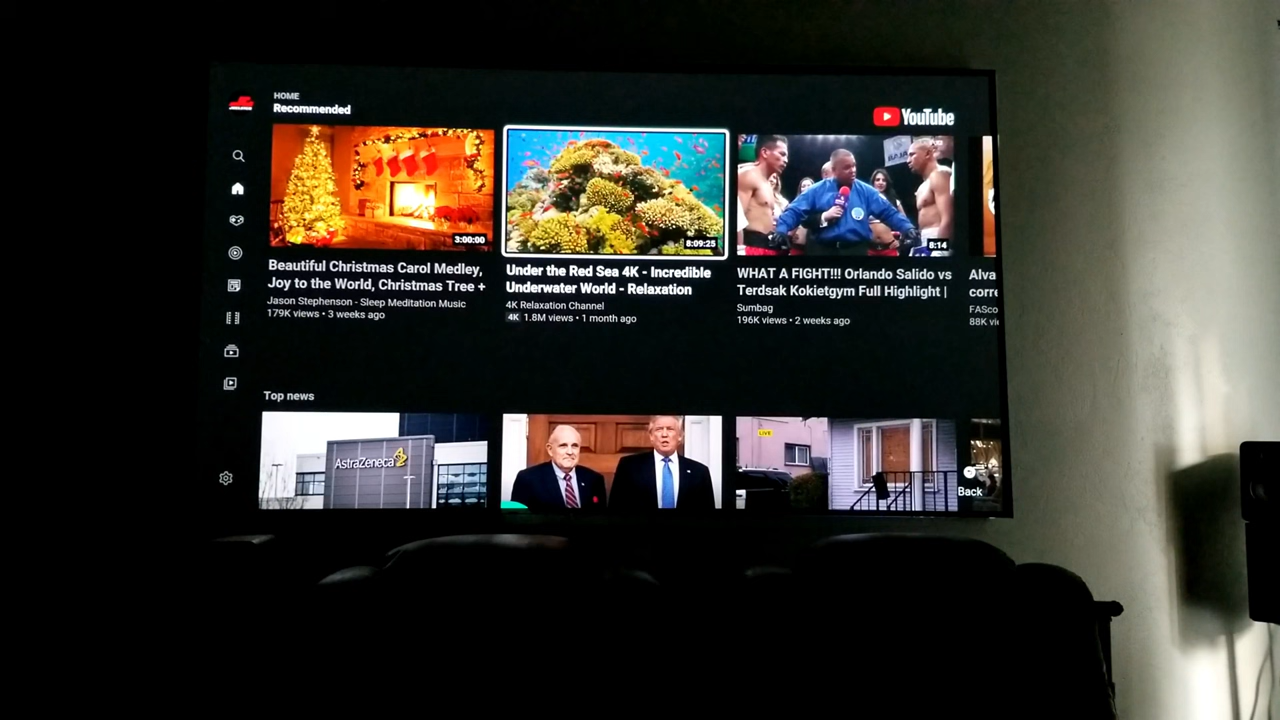 HOME
Recommended
YouTube
3:00:00
8:09:25
8:14
Beautiful Christmas Carol Medley,
Joy to the World, Christmas Tree +
Jason Stephenson - Sleep Meditation Music
179K views • 3 weeks ago
Under the Red Sea 4K - Incredible
Underwater World - Relaxation
4K Relaxation Channel
4K 1.8M views • 1 month ago
WHAT A FIGHT!!! Orlando Salido vs
Terdsak Kokietgym Full Highlight |
Sumbag
196K views • 2 weeks ago
Alva
corre
FASco
88K vi
Top news
AstraZeneca
LIVE
Back